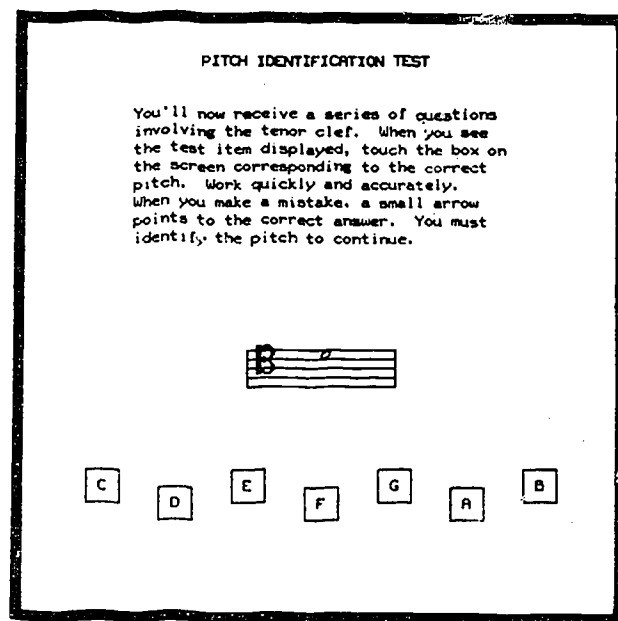 PITCH IDENTIFICATION TEST
You'll now receive a series of questions
involving the tenor clef. When you see
the test item displayed, touch the box on
the screen corresponding to the correct
pitch. Work quickly and accurately.
When you make a mistake, a small arrow
points to the correct answer. You must
identify the pitch to continue.
C D E F G A B